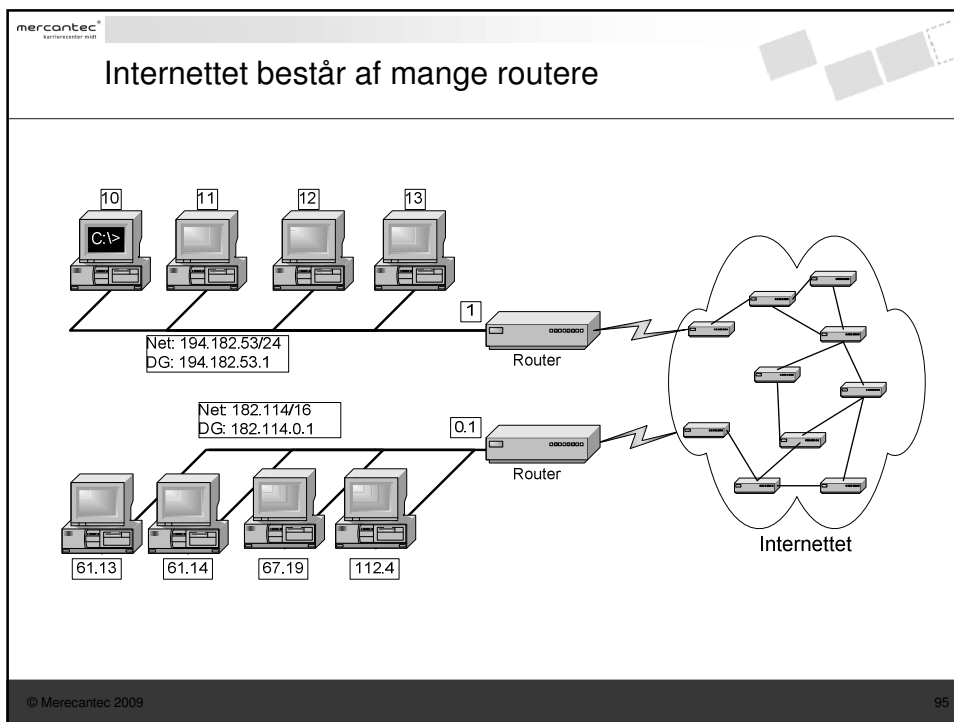 mercantec+
karrierecenter midt
Internettet består af mange routere
10
11
12
13
C:\>
1
Router
Net: 194.182.53/24
DG: 194.182.53.1
Net: 182.114/16
DG: 182.114.0.1
0.1
Router
61.13
61.14
67.19
112.4
Internettet
© Merecantec 2009
95